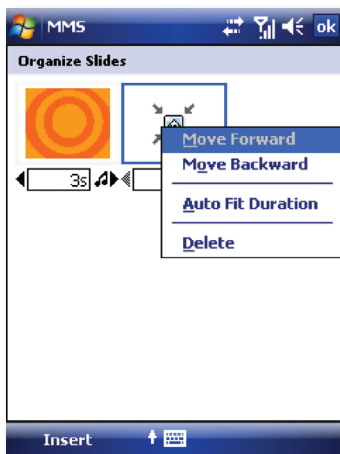 MMS ok
Organize Slides
Move Forward
Move Backward
3s
Auto Fit Duration
Delete
Insert